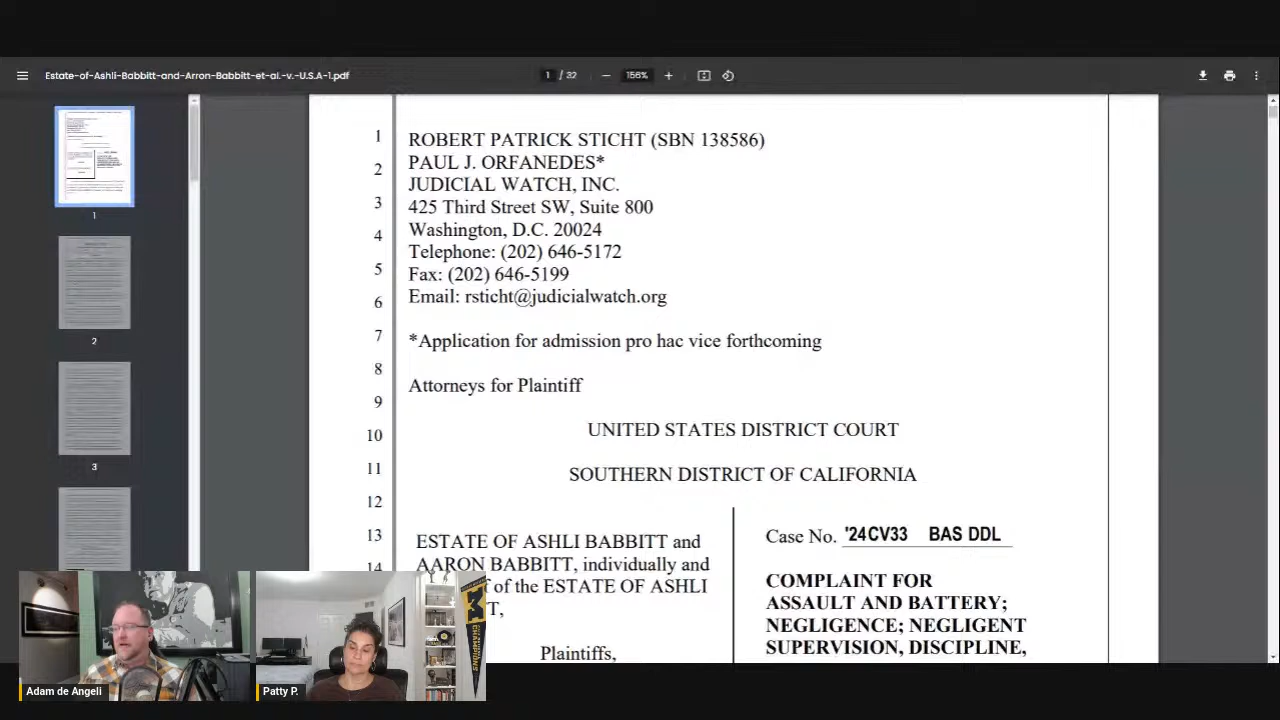 Estate-of-Ashli-Babbitt-and-Arron-Babbitt-et-al.-v.-U.S.A-1.pdf
1 / 32
156%
1
2
3
1 ROBERT PATRICK STICHT (SBN 138586)
2 PAUL J. ORFANEDES*
JUDICIAL WATCH, INC.
3 425 Third Street SW, Suite 800
4 Washington, D.C. 20024
Telephone: (202) 646-5172
5 Fax: (202) 646-5199
6 Email: rsticht@judicialwatch.org
7 *Application for admission pro hac vice forthcoming
8
Attorneys for Plaintiff
9
10 UNITED STATES DISTRICT COURT
11 SOUTHERN DISTRICT OF CALIFORNIA
12
13 ESTATE OF ASHLI BABBITT and
14 AARON BABBITT, individually and
of the ESTATE OF ASHLI
T,
Plaintiffs,
Case No. '24CV33 BAS DDL
COMPLAINT FOR
ASSAULT AND BATTERY;
NEGLIGENCE; NEGLIGENT
SUPERVISION, DISCIPLINE,
CHAMPIONS
Adam de Angeli
Patty P.